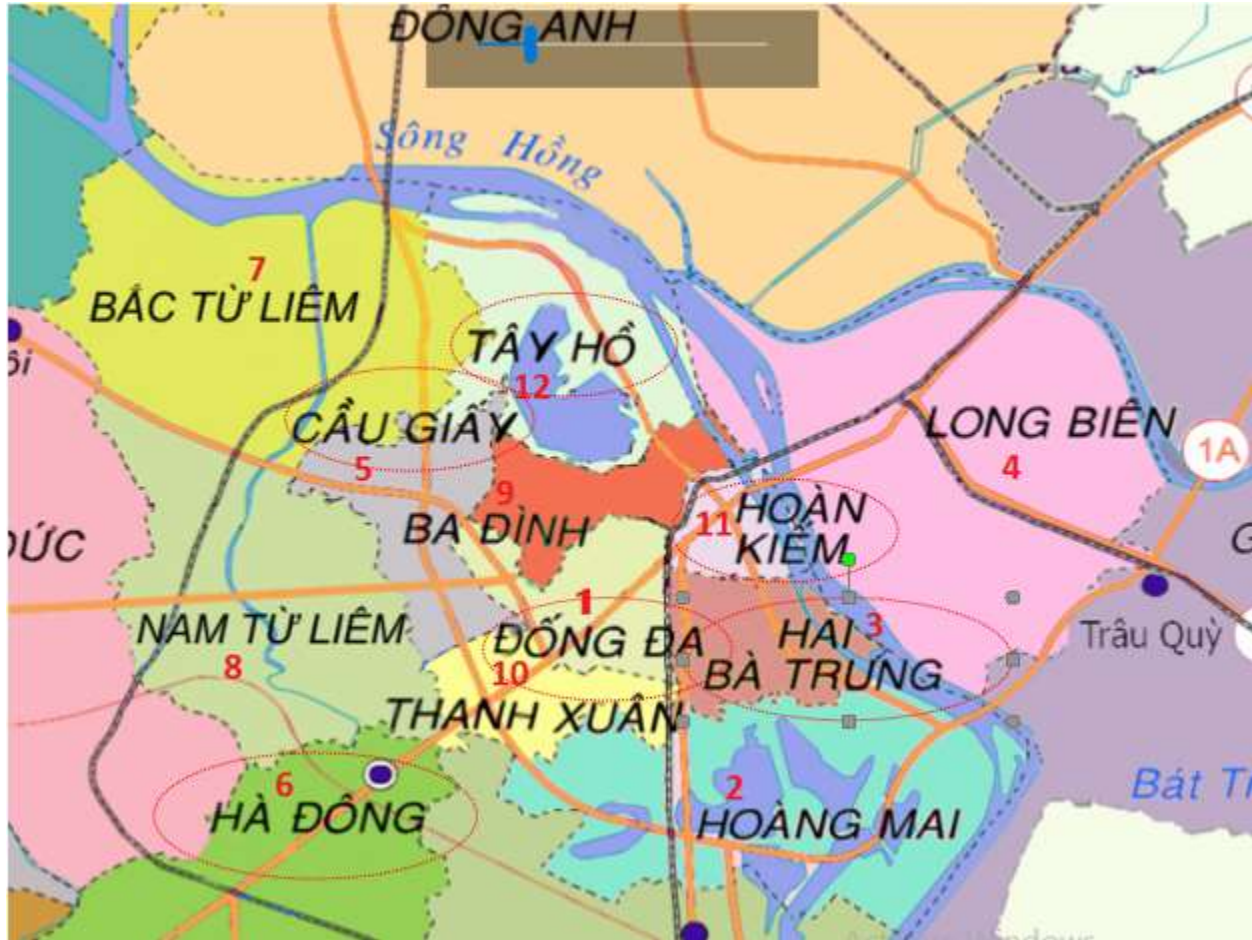 ĐÔNG ANH
Sông Hồng
7
BẮC TỪ LIÊM
TÂY HỒ
12
CẦU GIẤY
5
LONG BIÊN
4
1A
9
BA ĐÌNH
11
HOÀN
KIẾM
ĐỨC
G
1
NAM TỪ LIÊM
8
ĐỐNG ĐA
10
HAI
3
BÀ TRƯNG
Trâu Quỳ
THANH XUÂN
6
HÀ ĐÔNG
2
HOÀNG MAI
Bát Tr